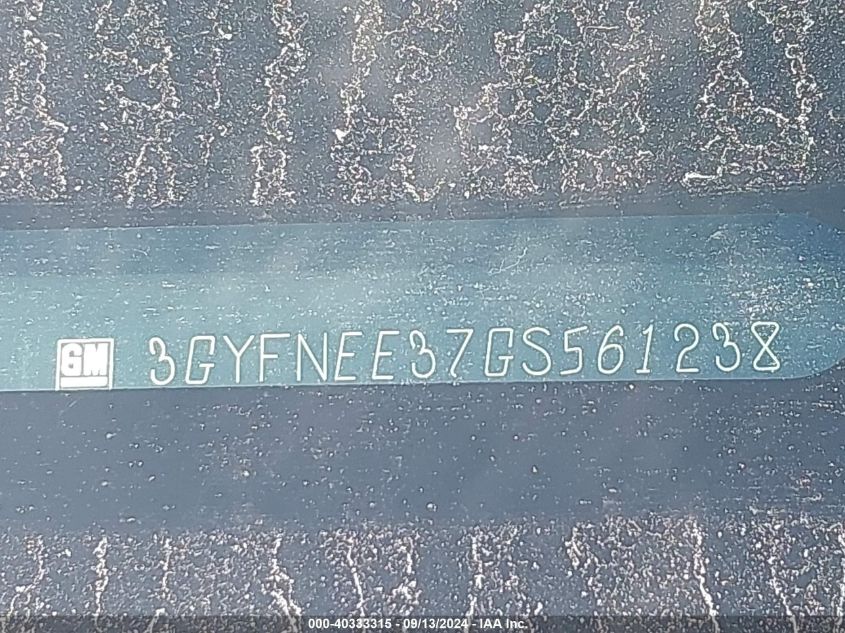 GM 3GYFNEE37GS561238
000-40333315 - 09/13/2024 - IAA Inc.